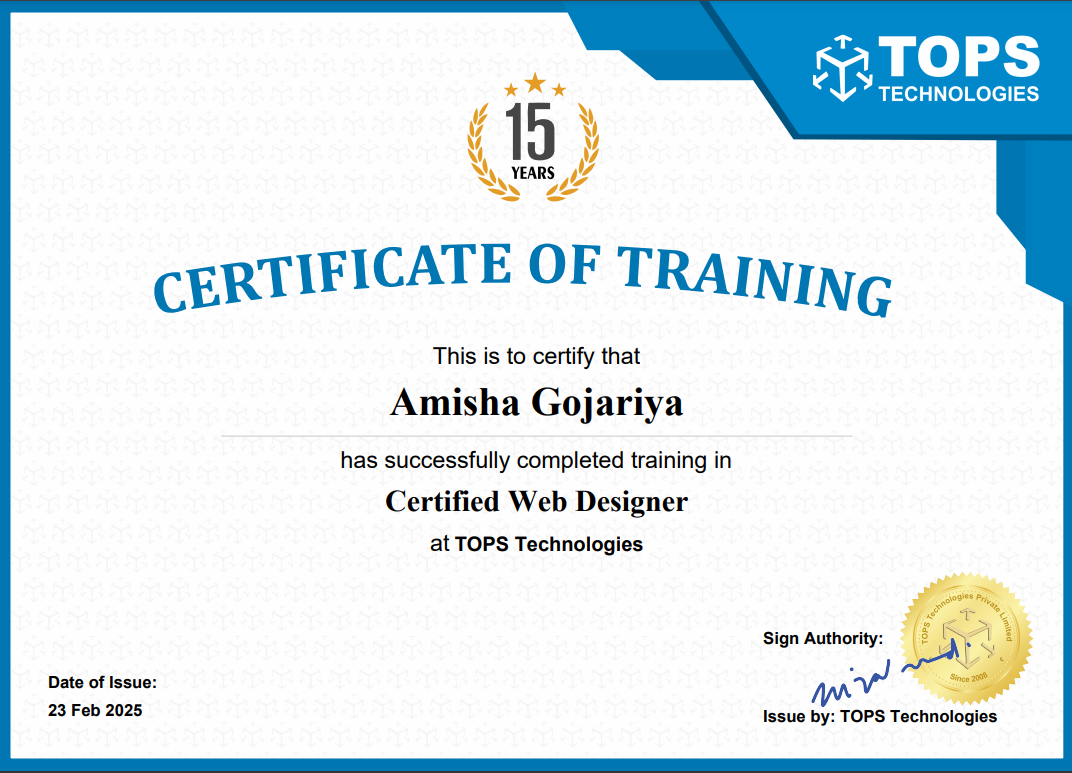 TOPS
TECHNOLOGIES
15
YEARS
CERTIFICATE OF TRAINING
This is to certify that
Amisha Gojariya
has successfully completed training in
Certified Web Designer
at TOPS Technologies
TOPS Technologies Private Limited
Since 2008
Sign Authority:
Date of Issue:
23 Feb 2025
Issue by: TOPS Technologies